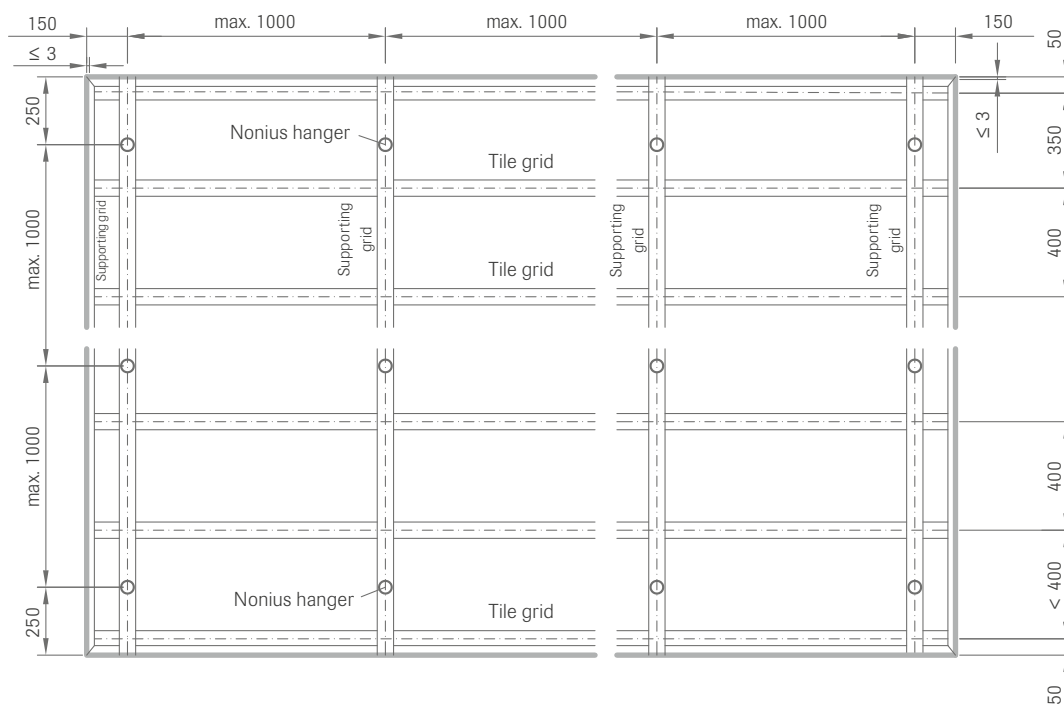 150
max. 1000
max. 1000
max. 1000
150
50
≤ 3
250
Nonius hanger
≤ 3
350
Tile grid
max. 1000
Supporting grid
Supporting
grid
Supporting
grid
Supporting
grid
400
Tile grid
max. 1000
400
< 400
250
Nonius hanger
Tile grid
50